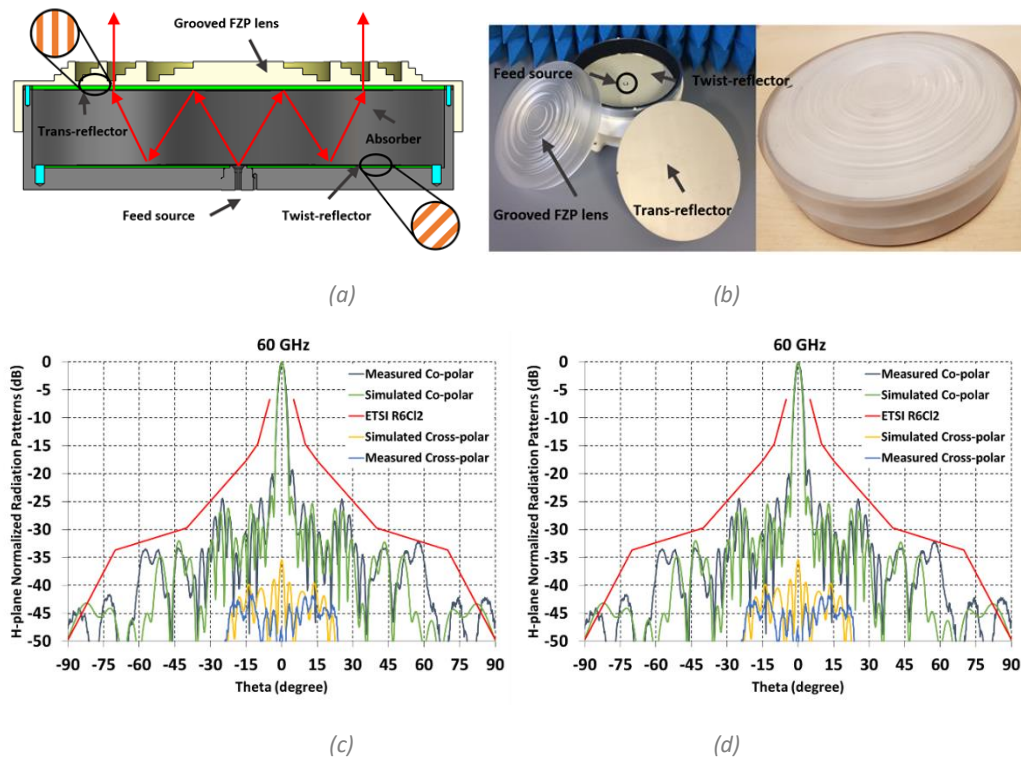 Grooved FZP lens
Trans-reflector
Absorber
Feed source
Twist-reflector
(a)
Feed source
Twist-reflector
Grooved FZP lens
Trans-reflector
(b)
60 GHz
H-plane Normalized Radiation Patterns (dB)
0
-5
-10
-15
-20
-25
-30
-35
-40
-45
-50
Measured Co-polar
Simulated Co-polar
ETSI R6Cl2
Simulated Cross-polar
Measured Cross-polar
-90 -75 -60 -45 -30 -15 0 15 30 45 60 75 90
Theta (degree)
(c)
60 GHz
H-plane Normalized Radiation Patterns (dB)
0
-5
-10
-15
-20
-25
-30
-35
-40
-45
-50
Measured Co-polar
Simulated Co-polar
ETSI R6Cl2
Simulated Cross-polar
Measured Cross-polar
-90 -75 -60 -45 -30 -15 0 15 30 45 60 75 90
Theta (degree)
(d)